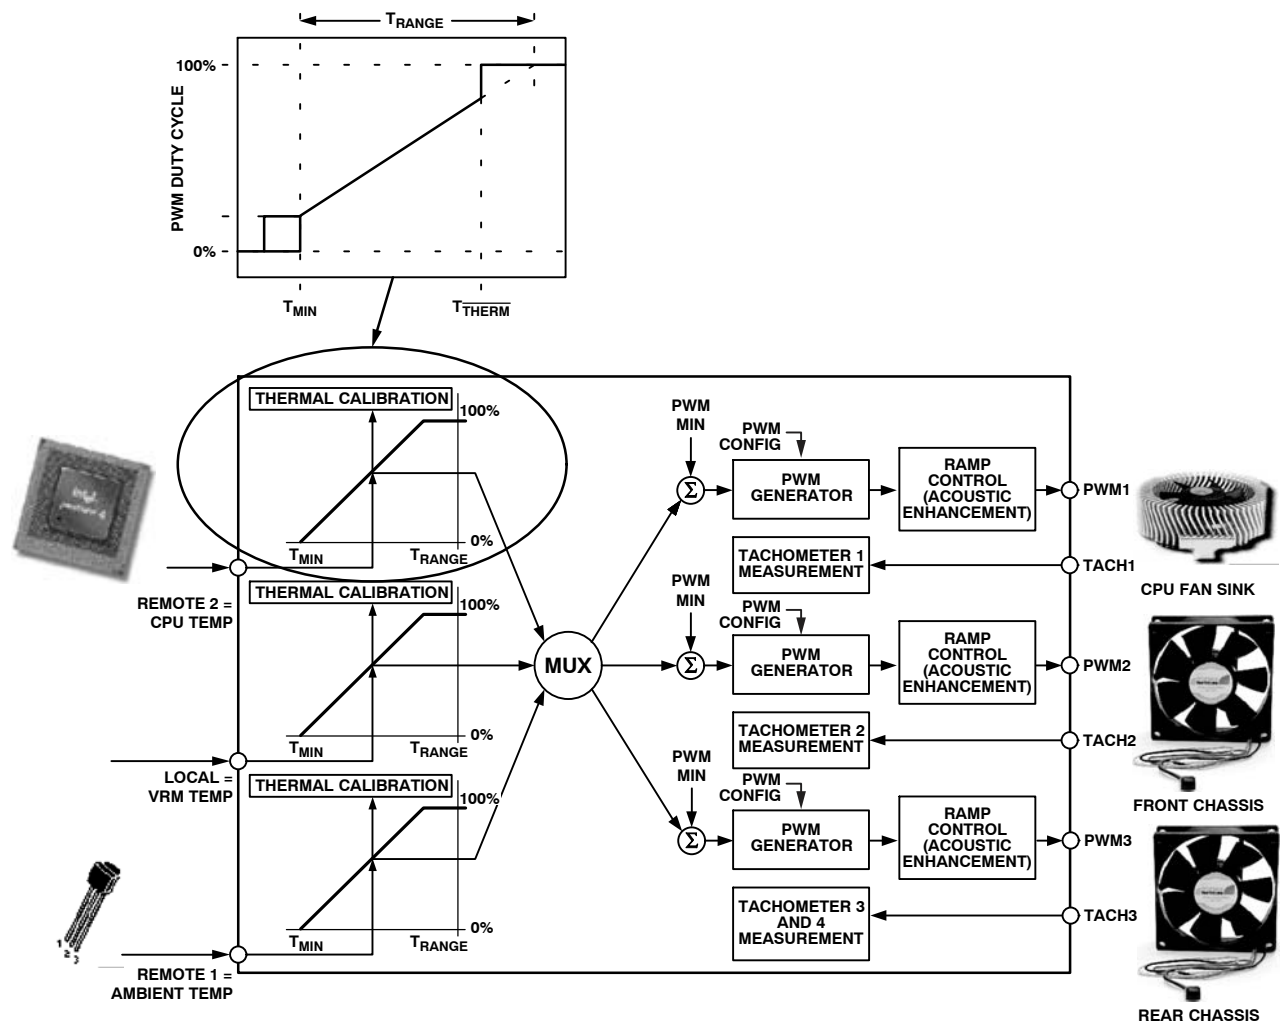 TRANGE
100%
PWM DUTY CYCLE
0%
TMIN
TTHERM
THERMAL CALIBRATION
100%
0%
TMIN
TRANGE
REMOTE 2 =
CPU TEMP
THERMAL CALIBRATION
100%
0%
TMIN
TRANGE
LOCAL =
VRM TEMP
THERMAL CALIBRATION
100%
0%
TMIN
TRANGE
REMOTE 1 =
AMBIENT TEMP
1
2
3
intel
MUX
PWM
MIN
Σ
PWM
CONFIG
PWM
GENERATOR
RAMP
CONTROL
(ACOUSTIC
ENHANCEMENT)
PWM1
TACHOMETER 1
MEASUREMENT
TACH1
CPU FAN SINK
PWM
MIN
Σ
PWM
CONFIG
PWM
GENERATOR
RAMP
CONTROL
(ACOUSTIC
ENHANCEMENT)
PWM2
TACHOMETER 2
MEASUREMENT
TACH2
FRONT CHASSIS
PWM
MIN
Σ
PWM
CONFIG
PWM
GENERATOR
RAMP
CONTROL
(ACOUSTIC
ENHANCEMENT)
PWM3
TACHOMETER 3
AND 4
MEASUREMENT
TACH3
REAR CHASSIS